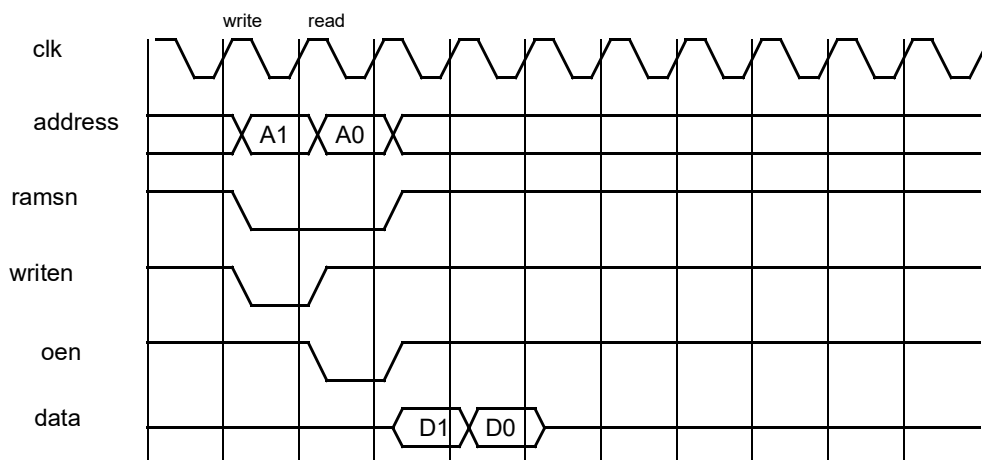 write read
clk
address A1 A0
ramsn
writen
oen
data D1 D0